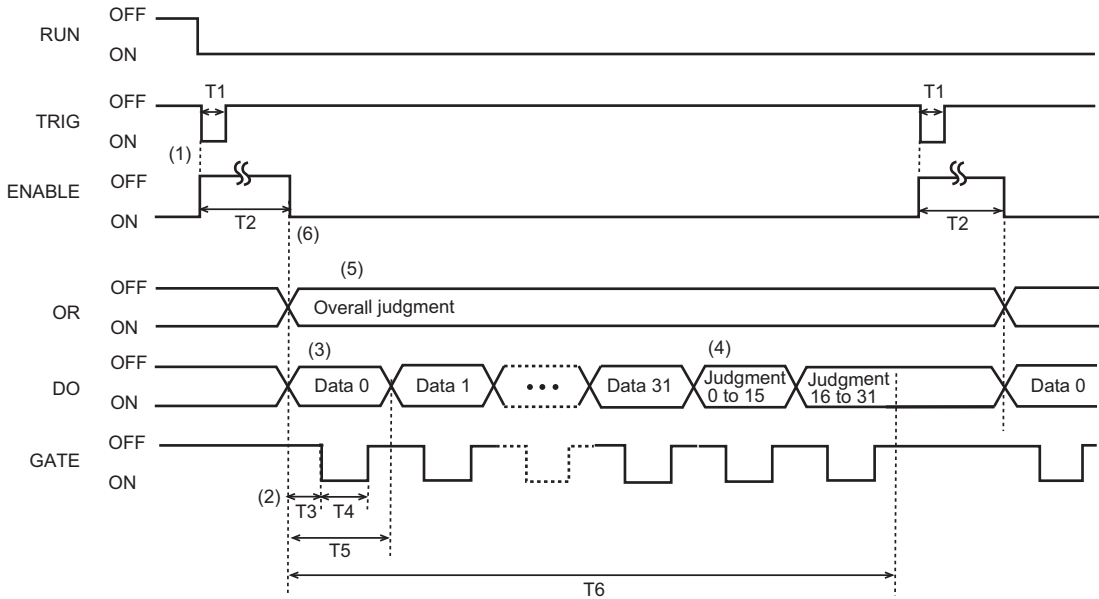 OFF
RUN
ON
OFF
T1
T1
TRIG
ON
(1)
OFF
ENABLE
ON
T2
T2
(6)
(5)
OFF
OR
Overall judgment
ON
(3)
(4)
OFF
DO
Data 0
Data 1
•••
Data 31
Judgment
0 to 15
Judgment
16 to 31
Data 0
ON
OFF
GATE
ON
(2)
T3
T4
T5
T6